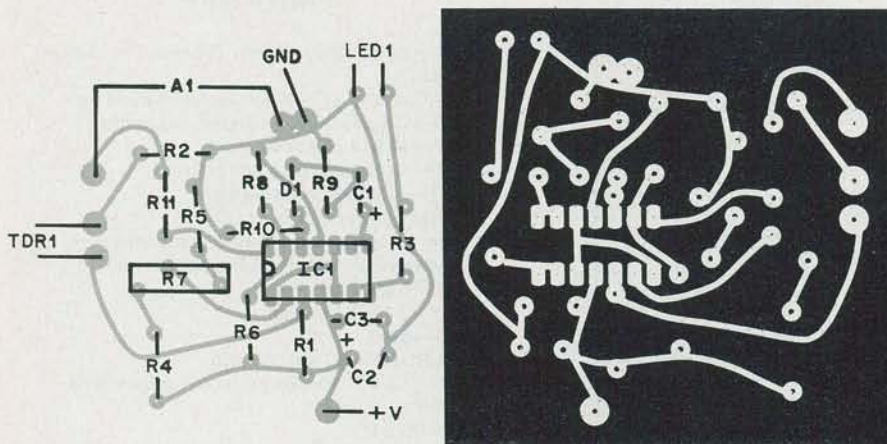 GND LED1
A1
R2
R8 D1 R9 C1
R11 R5 +
TDR1 R10 R3
R7 IC1
R6 C3
R4 R1 +
C2
+V